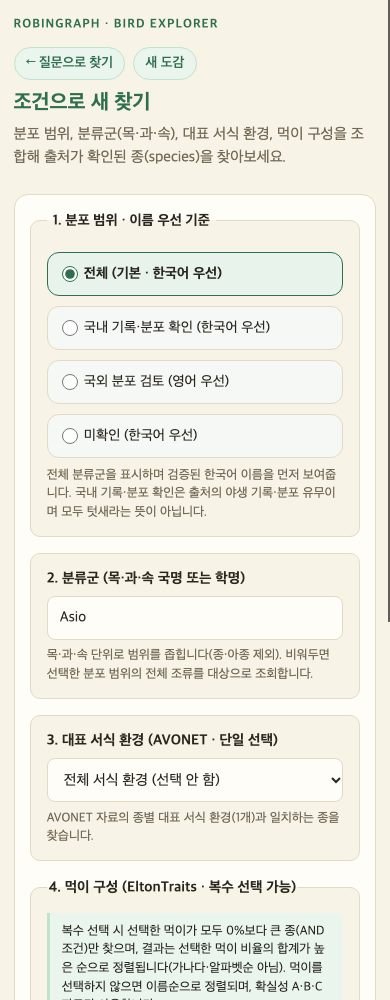 ROBINGRAPH · BIRD EXPLORER
← 질문으로 찾기
새 도감
조건으로 새 찾기
분포 범위, 분류군(목·과·속), 대표 서식 환경, 먹이 구성을 조
합해 출처가 확인된 종(species)을 찾아보세요.
1. 분포 범위 · 이름 우선 기준
전체 (기본 · 한국어 우선)
국내 기록·분포 확인 (한국어 우선)
국외 분포 검토 (영어 우선)
미확인 (한국어 우선)
전체 분류군을 표시하며 검증된 한국어 이름을 먼저 보여줍
니다. 국내 기록·분포 확인은 출처의 야생 기록·분포 유무이
며 모두 텃새라는 뜻이 아닙니다.
2. 분류군 (목·과·속 국명 또는 학명)
Asio
목·과·속 단위로 범위를 좁힙니다(종·아종 제외). 비워두면
선택한 분포 범위의 전체 조류를 대상으로 조회합니다.
3. 대표 서식 환경 (AVONET · 단일 선택)
전체 서식 환경 (선택 안 함)
AVONET 자료의 종별 대표 서식 환경(1개)과 일치하는 종을
찾습니다.
4. 먹이 구성 (EltonTraits · 복수 선택 가능)
복수 선택 시 선택한 먹이가 모두 0%보다 큰 종(AND
조건)만 찾으며, 결과는 선택한 먹이 비율의 합계가 높
은 순으로 정렬됩니다(가나다·알파벳순 아님). 먹이를
선택하지 않으면 이름순으로 정렬되며, 확실성 A·B·C